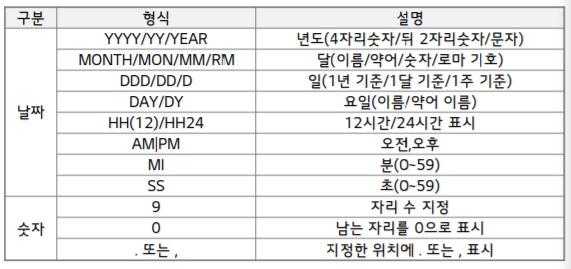 구분 형식 설명
날짜
YYYY/YY/YEAR 년도(4자리숫자/뒤 2자리숫자/문자)
MONTH/MON/MM/RM 달(이름/약어/숫자/로마 기호)
DDD/DD/D 일(1년 기준/1달 기준/1주 기준)
DAY/DY 요일(이름/약어 이름)
HH(12)/HH24 12시간/24시간 표시
AM|PM 오전,오후
MI 분(0~59)
SS 초(0~59)
숫자
9 자리 수 지정
0 남는 자리를 0으로 표시
. 또는 , 지정한 위치에 . 또는 , 표시